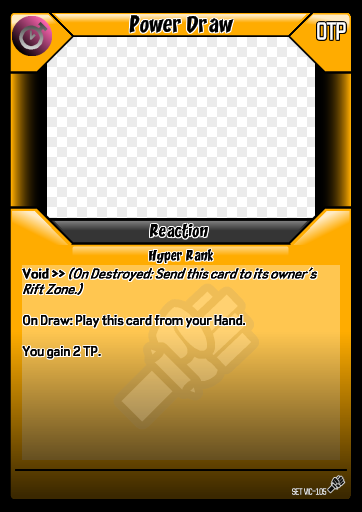 Power Draw
0TP
Reaction
Hyper Rank
Void >> (On Destroyed: Send this card to its owner's
Rift Zone.)
On Draw: Play this card from your Hand.
You gain 2 TP.
SET VIC-105